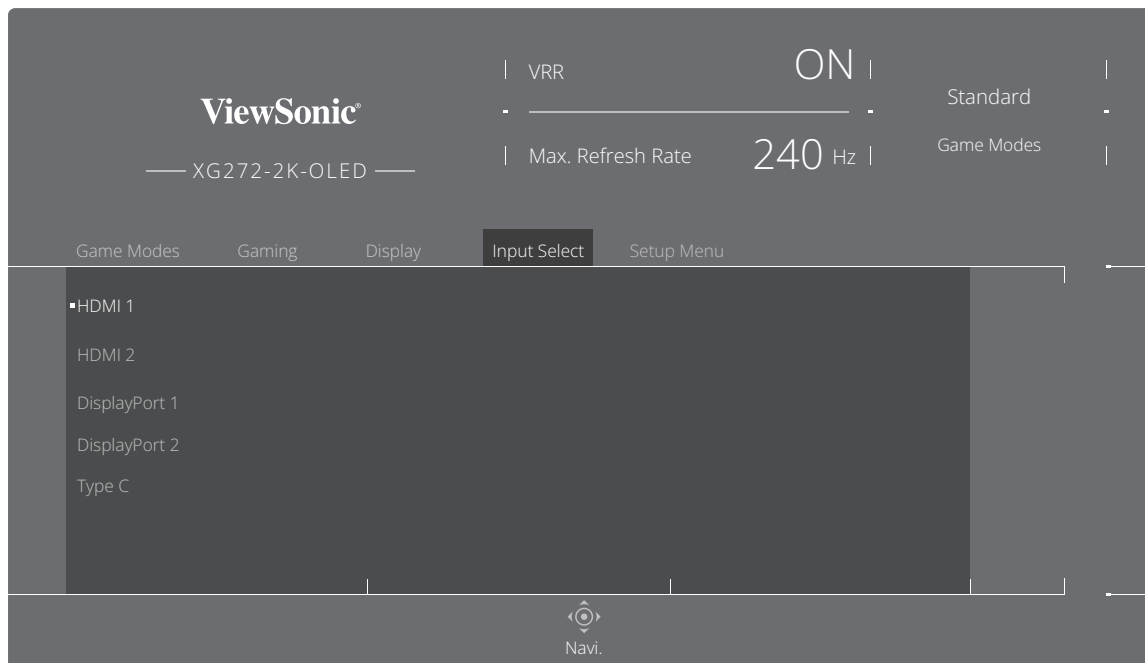 ViewSonic®
XG272-2K-OLED
VRR ON
Max. Refresh Rate 240 Hz
Standard
Game Modes
Game Modes Gaming Display Input Select Setup Menu
HDMI 1
HDMI 2
DisplayPort 1
DisplayPort 2
Type C
Navi.